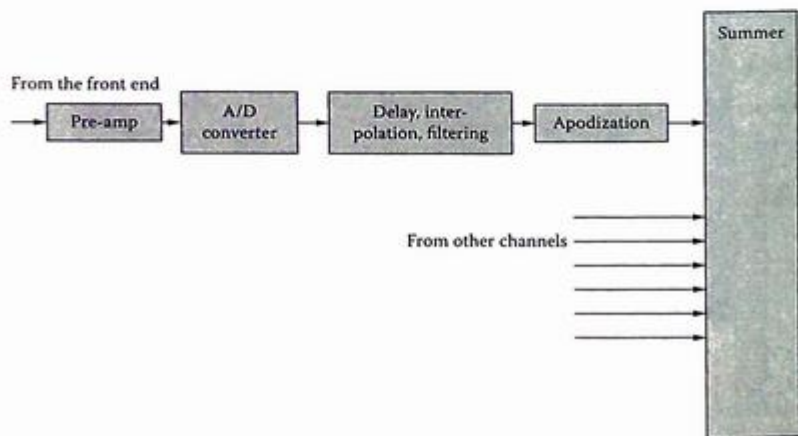 Summer
From the front end
Pre-amp
A/D
converter
Delay, inter-
polation, filtering
Apodization
From other channels